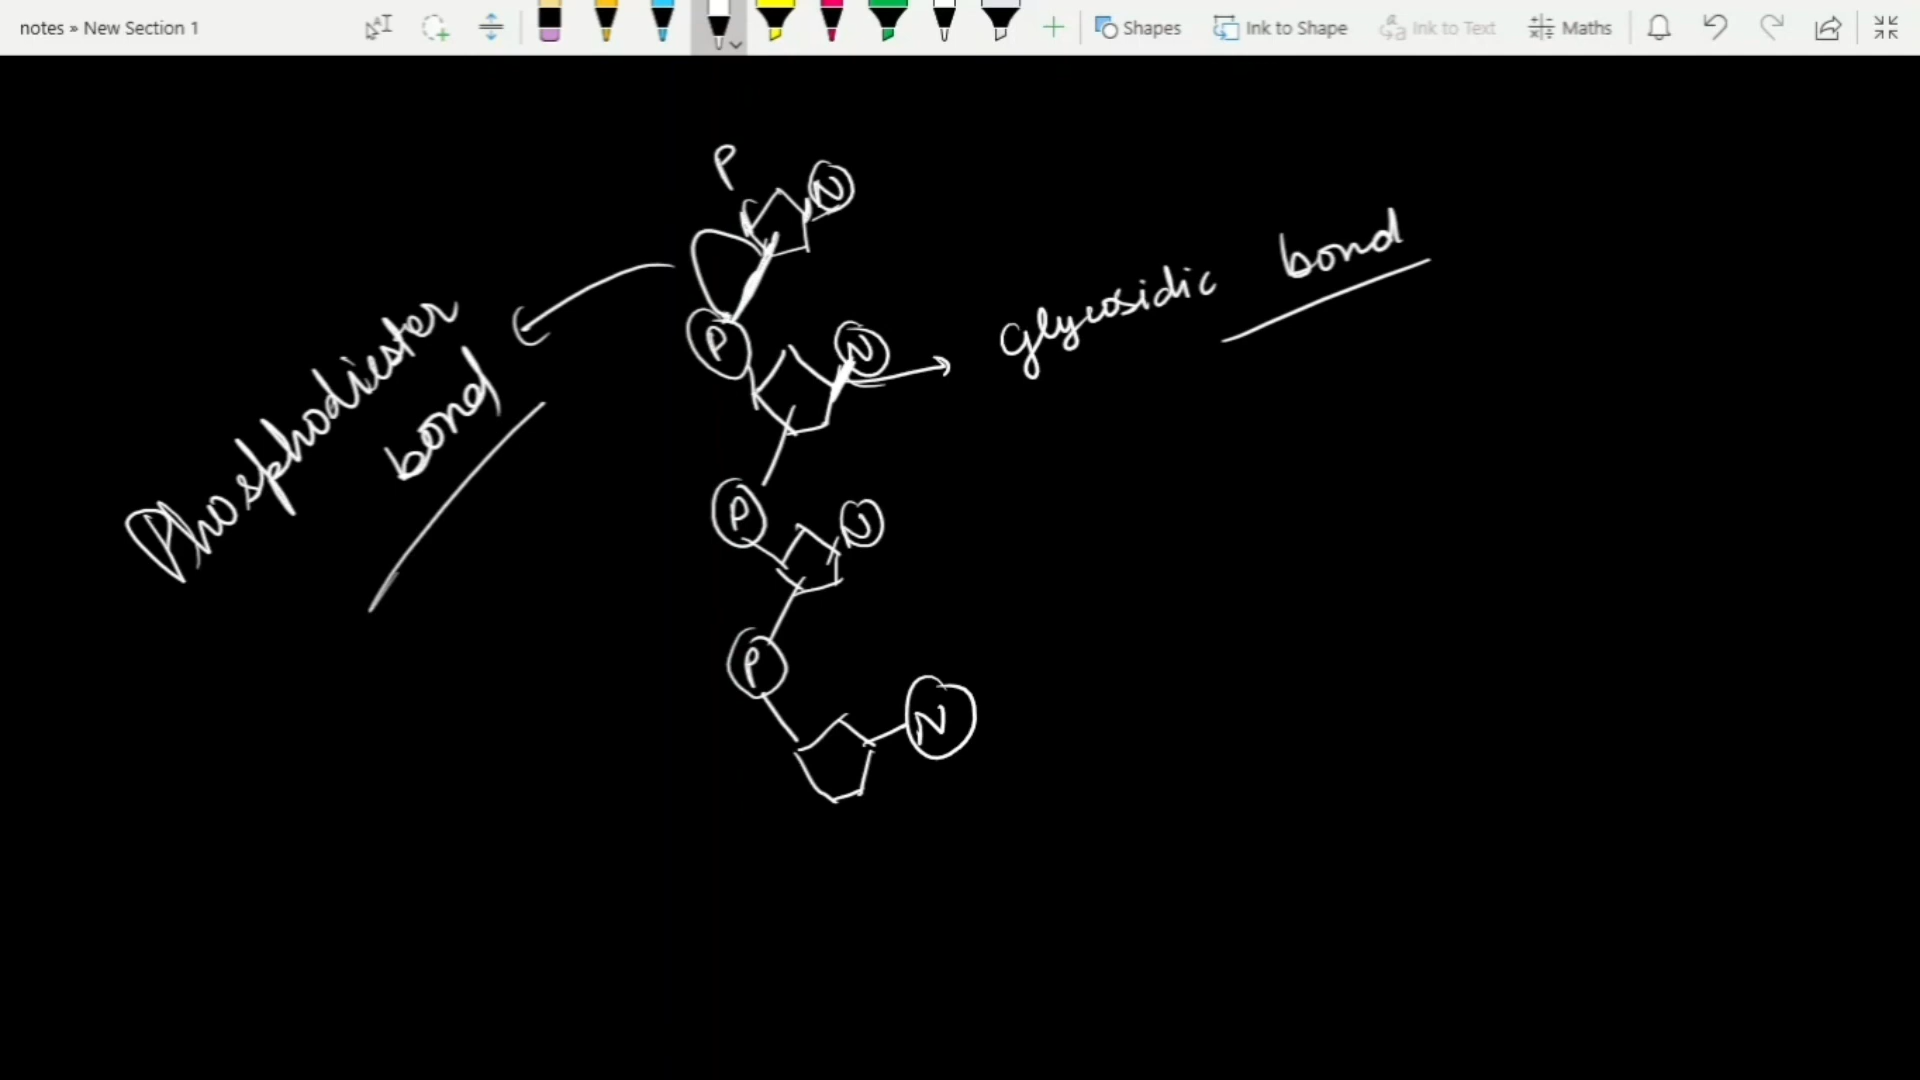 notes » New Section 1
Shapes
Ink to Shape
Ink to Text
Maths
P
N
P
N
glycosidic bond
Phosphodiester
bond
P
N
P
N